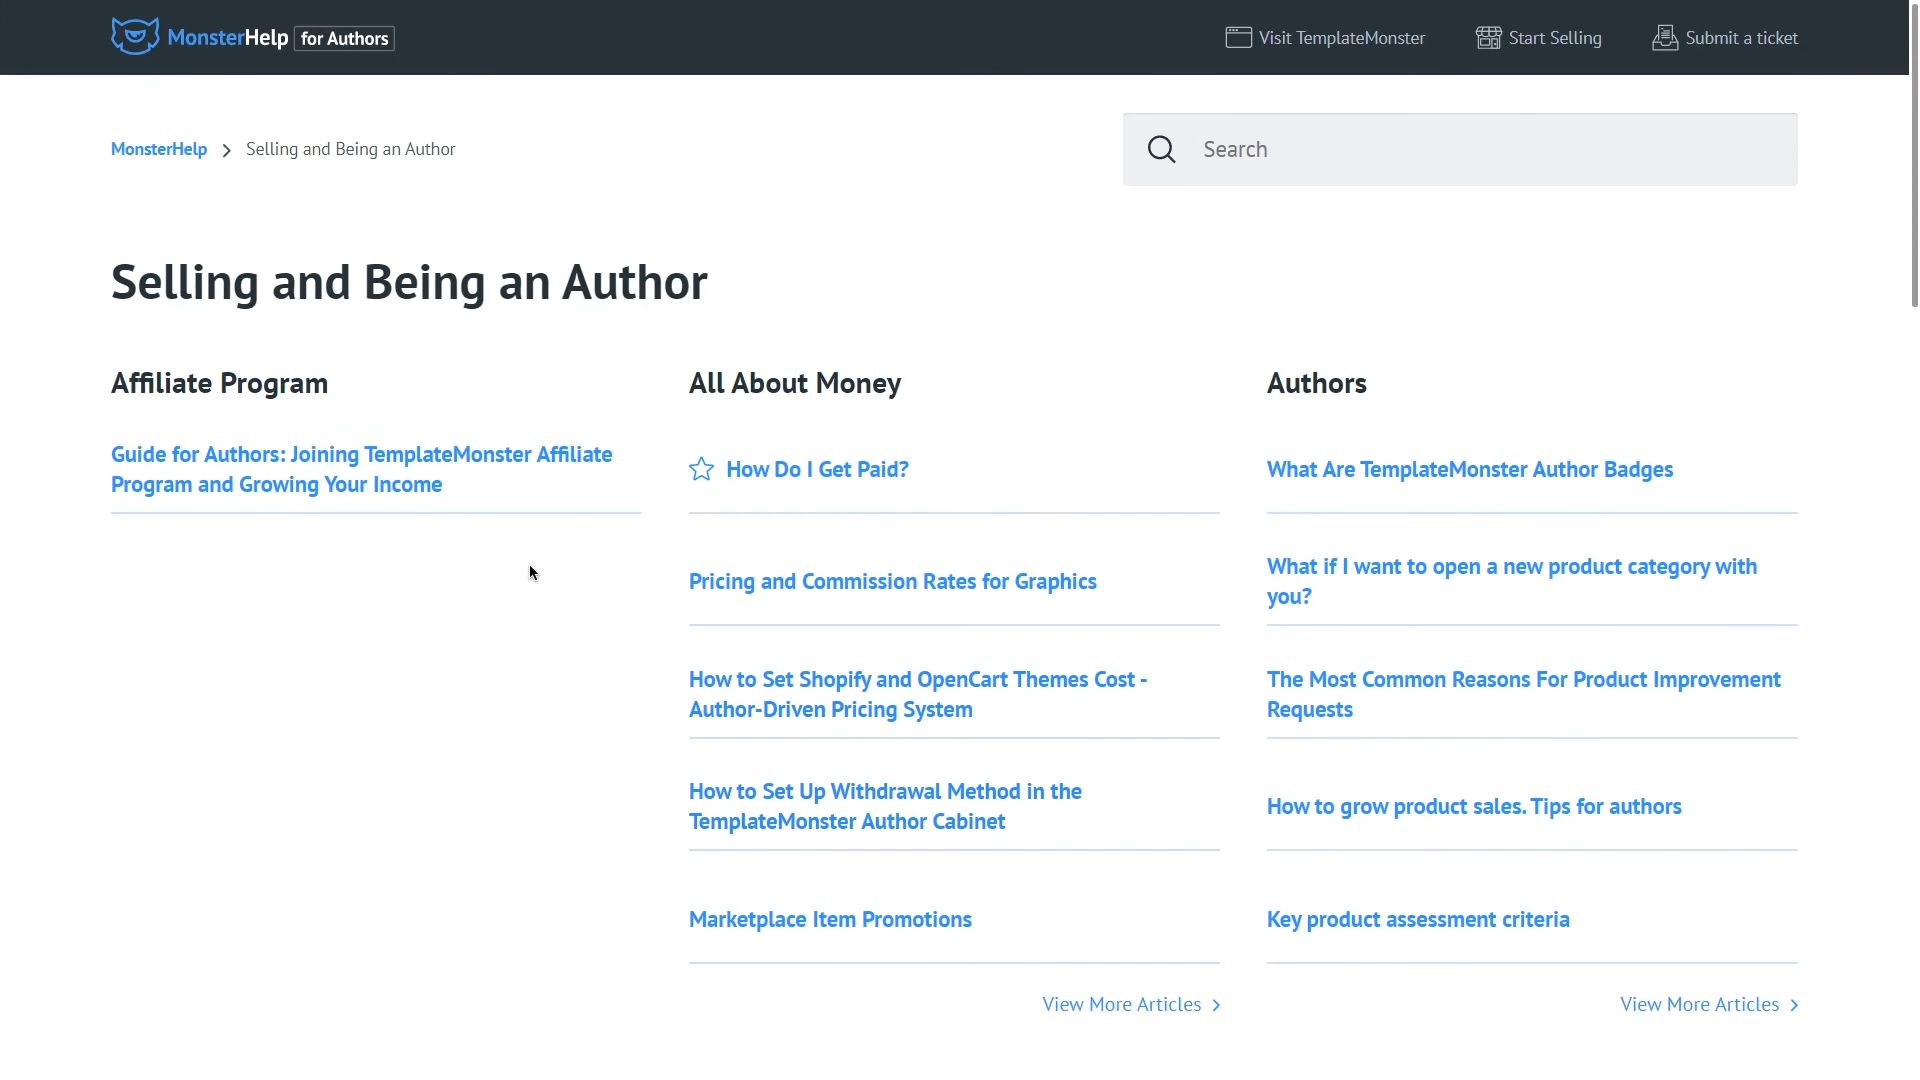 MonsterHelp for Authors
Visit TemplateMonster
Start Selling
Submit a ticket
MonsterHelp
Selling and Being an Author
Search
Selling and Being an Author
Affiliate Program
Guide for Authors: Joining TemplateMonster Affiliate
Program and Growing Your Income
All About Money
How Do I Get Paid?
Pricing and Commission Rates for Graphics
How to Set Shopify and OpenCart Themes Cost -
Author-Driven Pricing System
How to Set Up Withdrawal Method in the
TemplateMonster Author Cabinet
Marketplace Item Promotions
View More Articles
Authors
What Are TemplateMonster Author Badges
What if I want to open a new product category with
you?
The Most Common Reasons For Product Improvement
Requests
How to grow product sales. Tips for authors
Key product assessment criteria
View More Articles